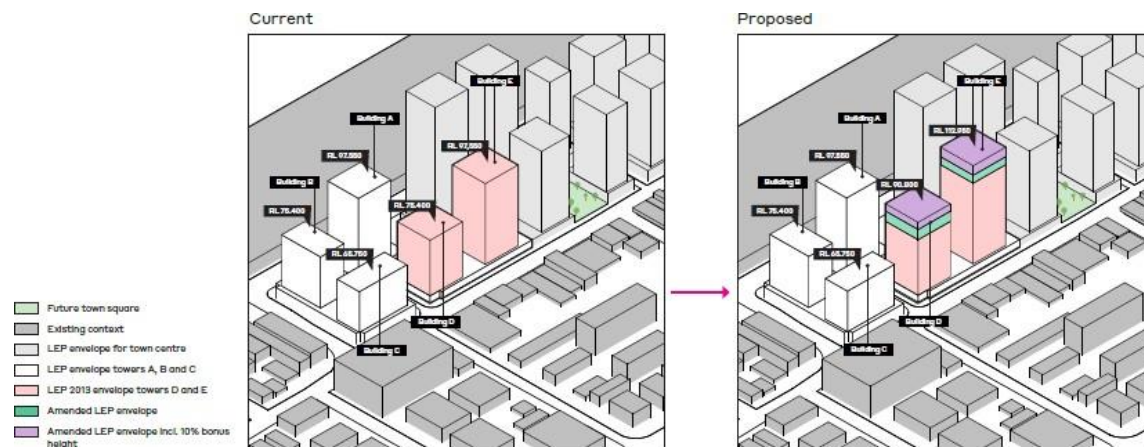 Current
Building E
Building A
RL 97.550
RL 97.550
Building B
RL 75.400
RL 75.400
RL 65.750
Building D
Building C
Proposed
Building E
Building A
RL 112.950
RL 97.550
Building B
RL 90.800
RL 75.400
RL 65.750
Building D
Building C
Future town square
Existing context
LEP envelope for town centre
LEP envelope towers A, B and C
LEP 2013 envelope towers D and E
Amended LEP envelope
Amended LEP envelope incl. 10% bonus
height